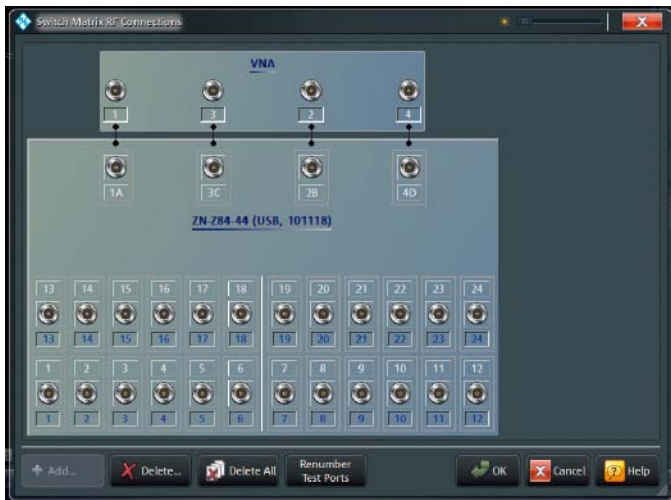 Switch Matrix RF Connections
VNA
1 3 2 4
1A 3C 2B 4D
ZN-Z84-44 (USB, 101118)
13 14 15 16 17 18 19 20 21 22 23 24
13 14 15 16 17 18 19 20 21 22 23 24
1 2 3 4 5 6 7 8 9 10 11 12
1 2 3 4 5 6 7 8 9 10 11 12
Add... Delete... Delete All Renumber Test Ports OK Cancel Help